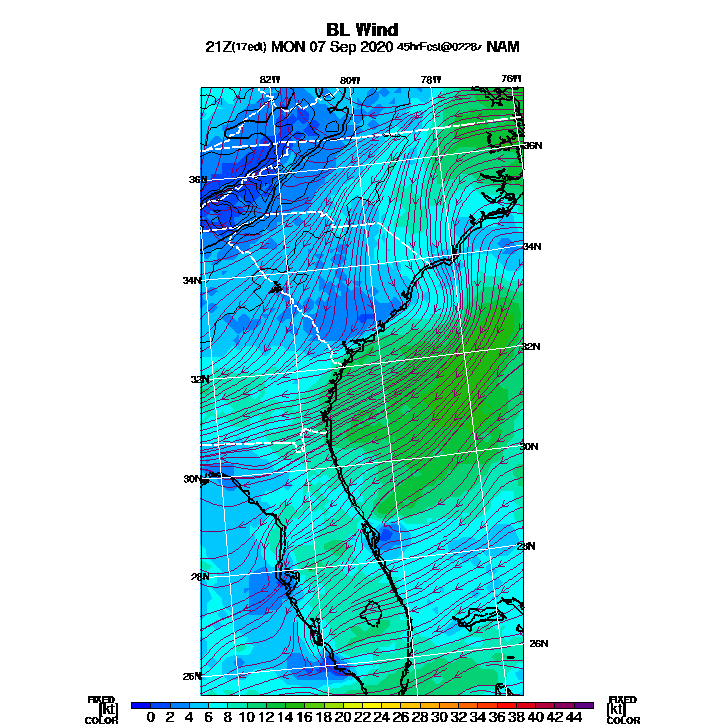 BL Wind
21Z(17edt) MON 07 Sep 2020 45hrFcst@0228z NAM
82W 80W 78W 76W
36N
36N
34N
34N
32N
32N
30N
30N
28N
28N
26N
26N
FIXED FIXED
[kt] 0 2 4 6 8 10 12 14 16 18 20 22 24 26 28 30 32 34 36 38 40 42 44 [kt]
COLOR COLOR